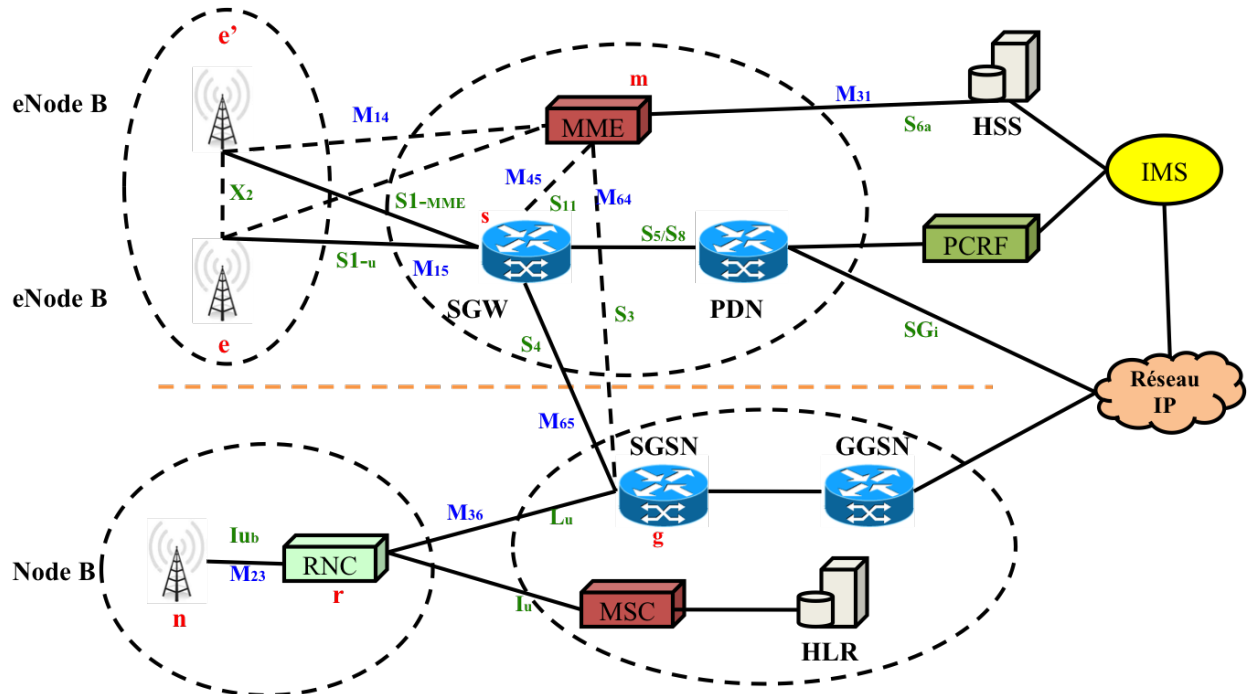 e’
eNode B
M14
m
MME
M31
S6a
HSS
X2
M45
S11
M64
IMS
S1-MME
s
S5/S8
PCRF
S1-u
M15
eNode B
SGW
PDN
S3
SGi
e
S4
Réseau
IP
M65
SGSN
GGSN
M36
Lu
g
Iub
Node B
M23
RNC
n
r
Iu
MSC
HLR